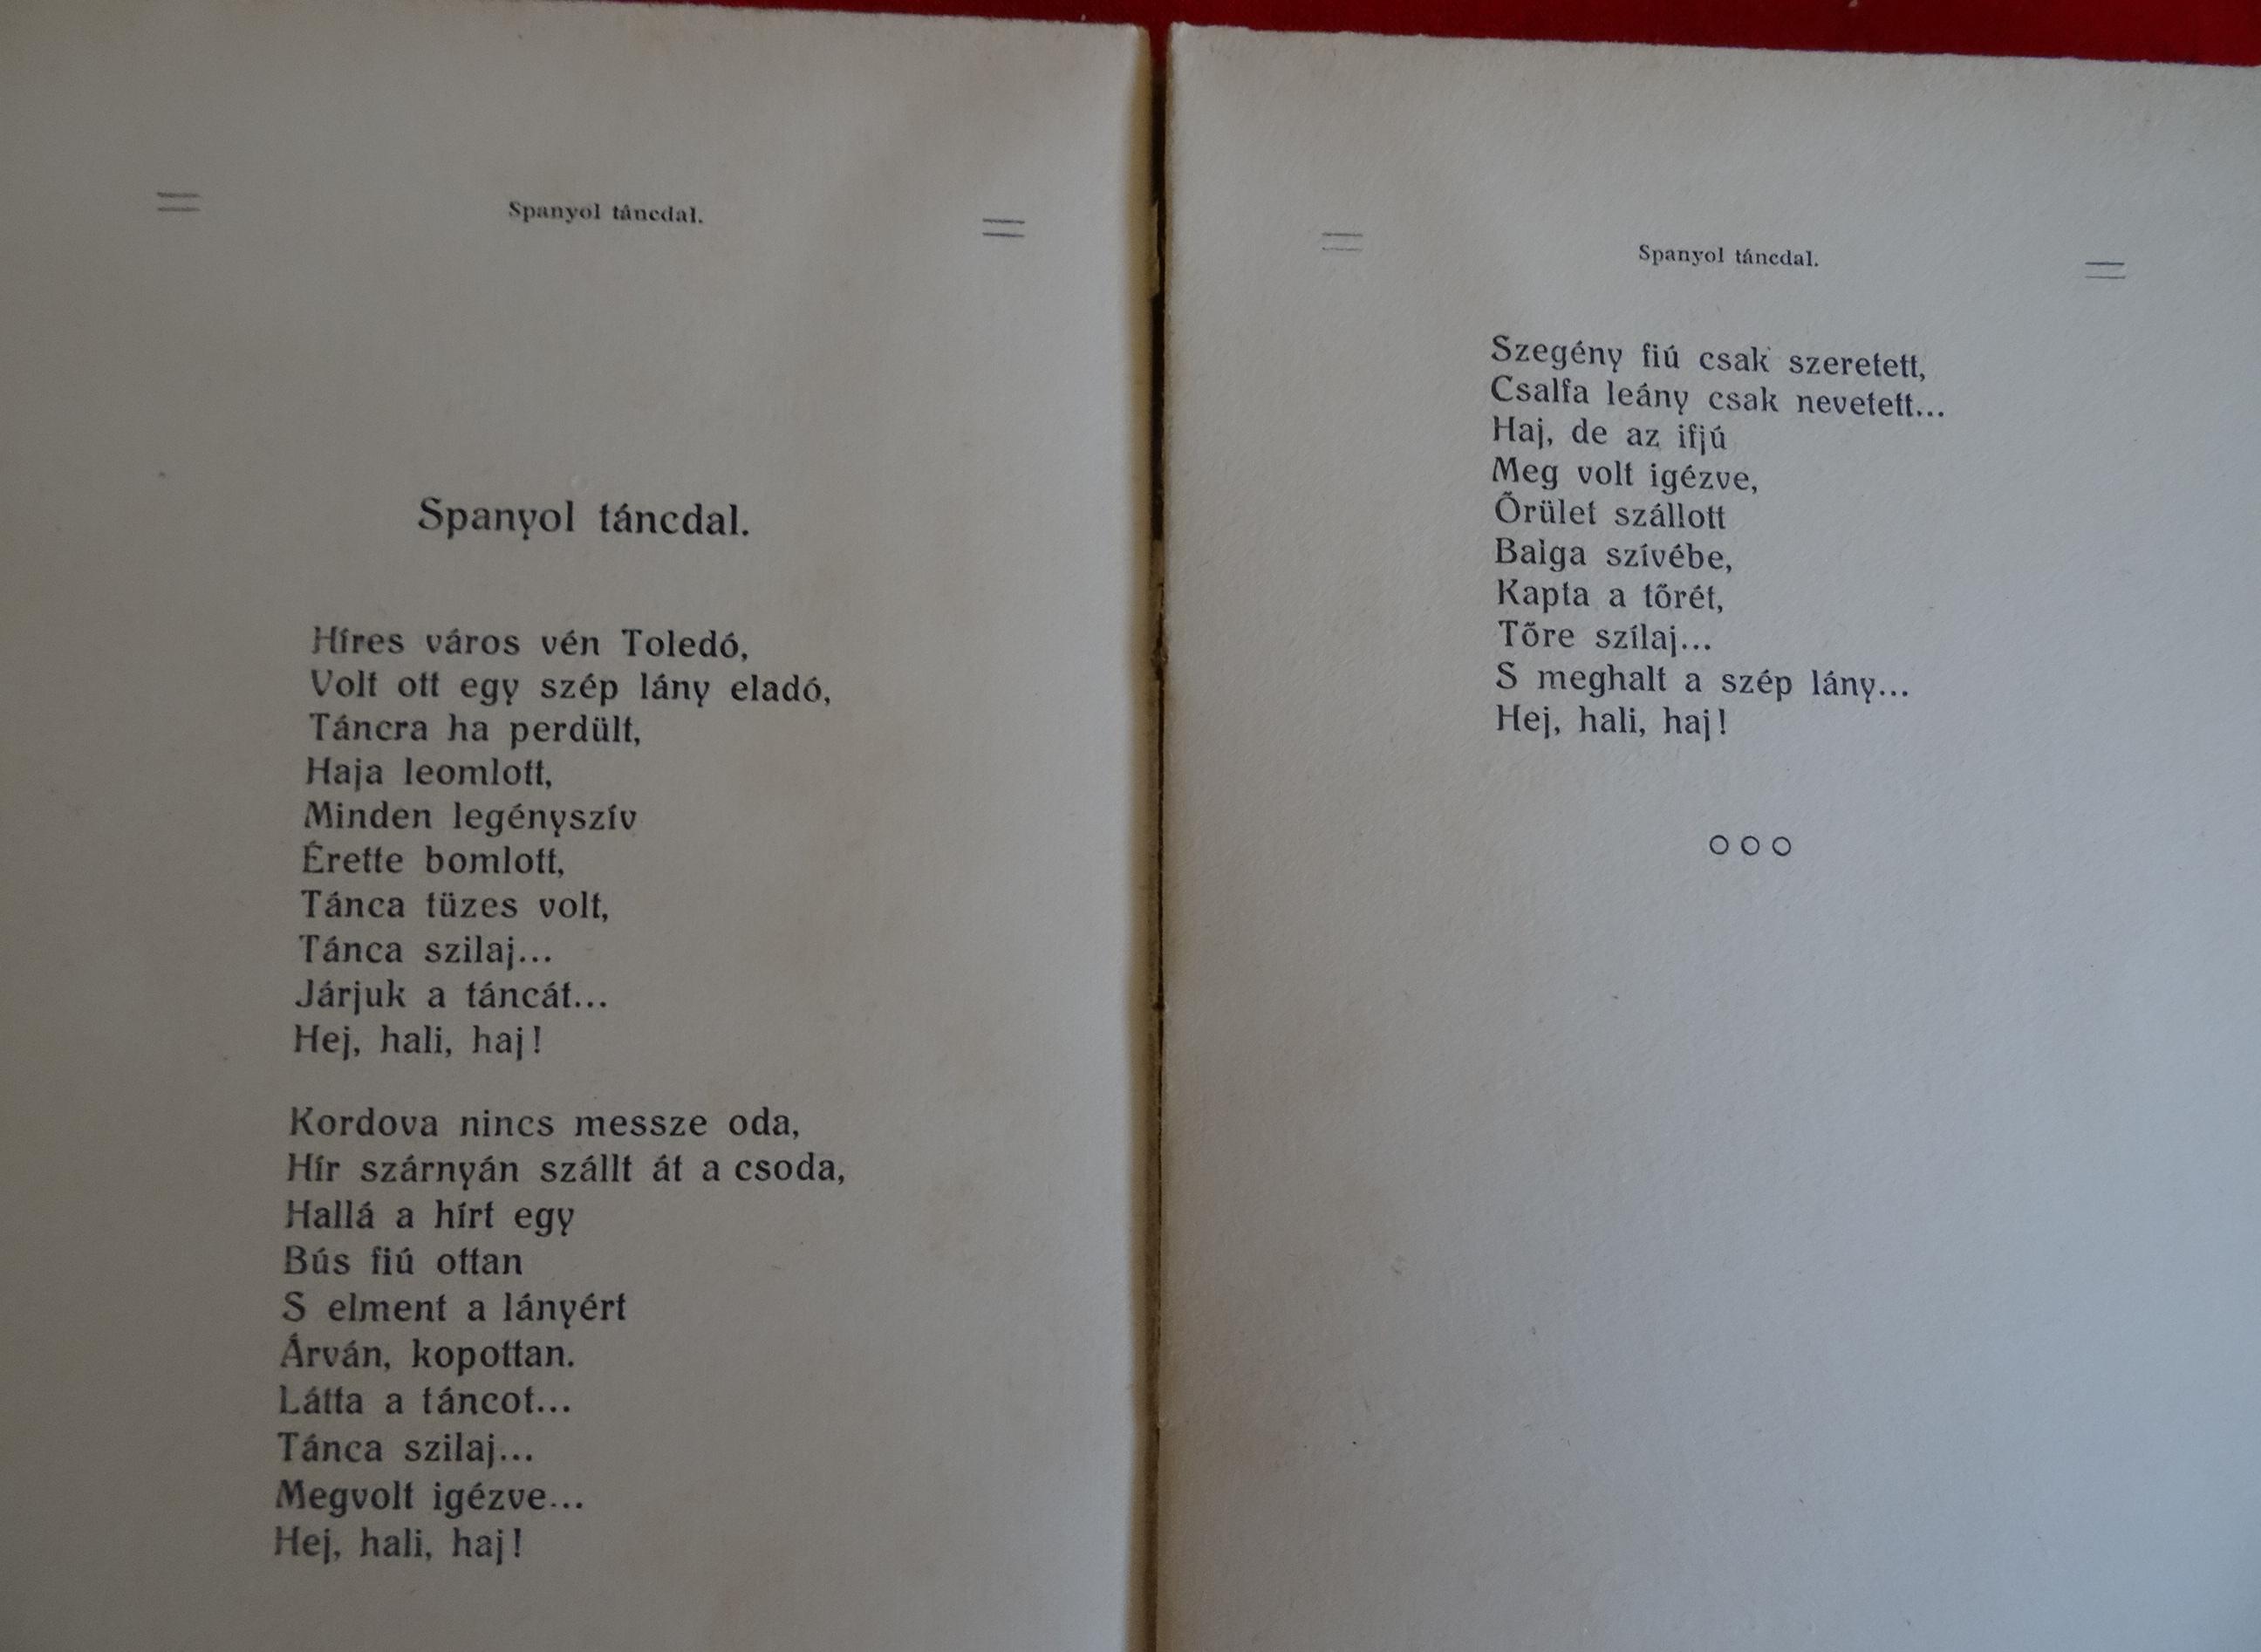 Spanyol táncdal.
Spanyol táncdal.
Híres város vén Toledó,
Volt ott egy szép lány eladó,
Táncra ha perdült,
Haja leomlott,
Minden legényszív
Érette bomlott,
Tánca tüzes volt,
Tánca szilaj...
Járjuk a táncát...
Hej, hali, haj!
Kordova nincs messze oda,
Hír szárnyán szállt át a csoda,
Hallá a hírt egy
Bús fiú ottan
S elment a lányért
Árván, kopottan.
Látta a táncot...
Tánca szilaj...
Megvolt igézve...
Hej, hali, haj!
Spanyol táncdal.
Szegény fiú csak szeretett,
Csalfa leány csak nevetett...
Haj, de az ifjú
Meg volt igézve,
Őrület szállott
Balga szívébe,
Kapta a tőrét,
Tőre szílaj...
S meghalt a szép lány...
Hej, hali, haj!